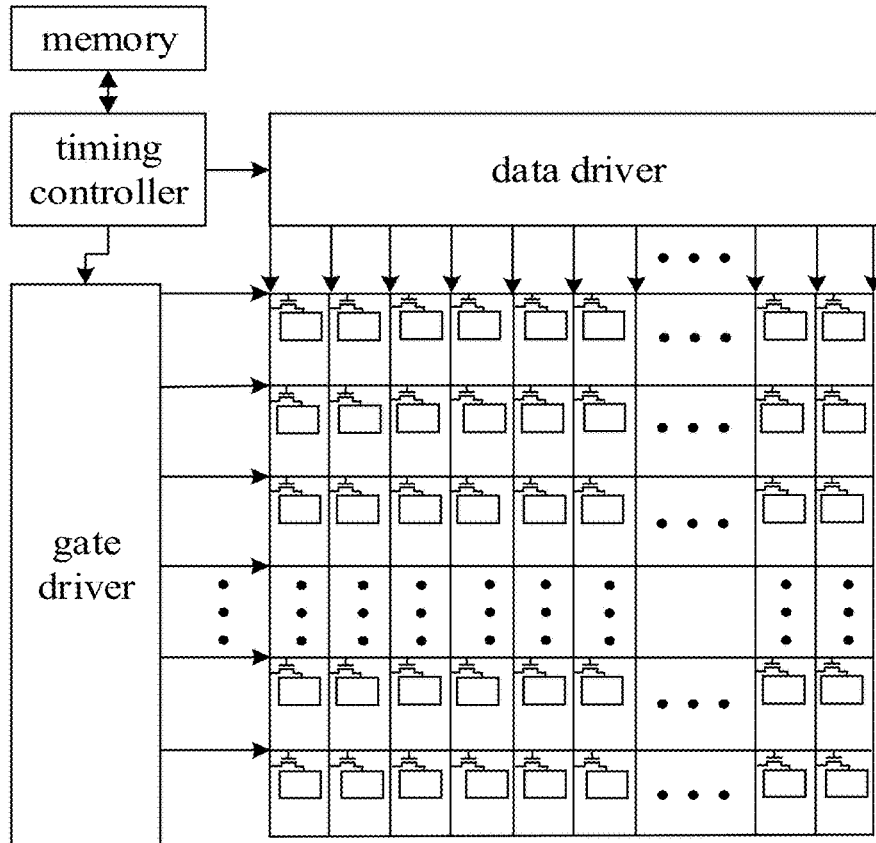 memory
timing
controller
data driver
gate
driver